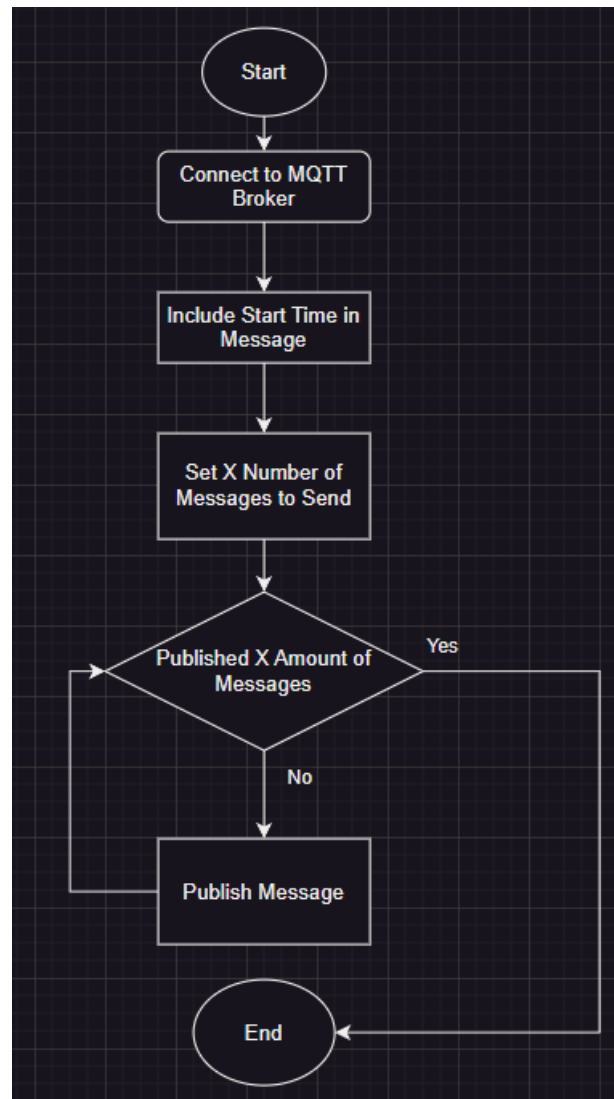 Start
Connect to MQTT
Broker
Include Start Time in
Message
Set X Number of
Messages to Send
Published X Amount of
Messages
Yes
No
Publish Message
End